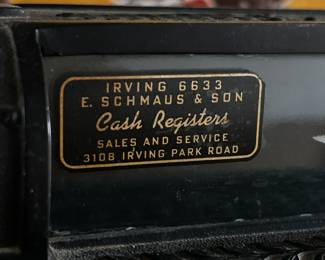 IRVING 6633
E. SCHMAUS & SON
Cash Registers
SALES AND SERVICE
3108 IRVING PARK ROAD